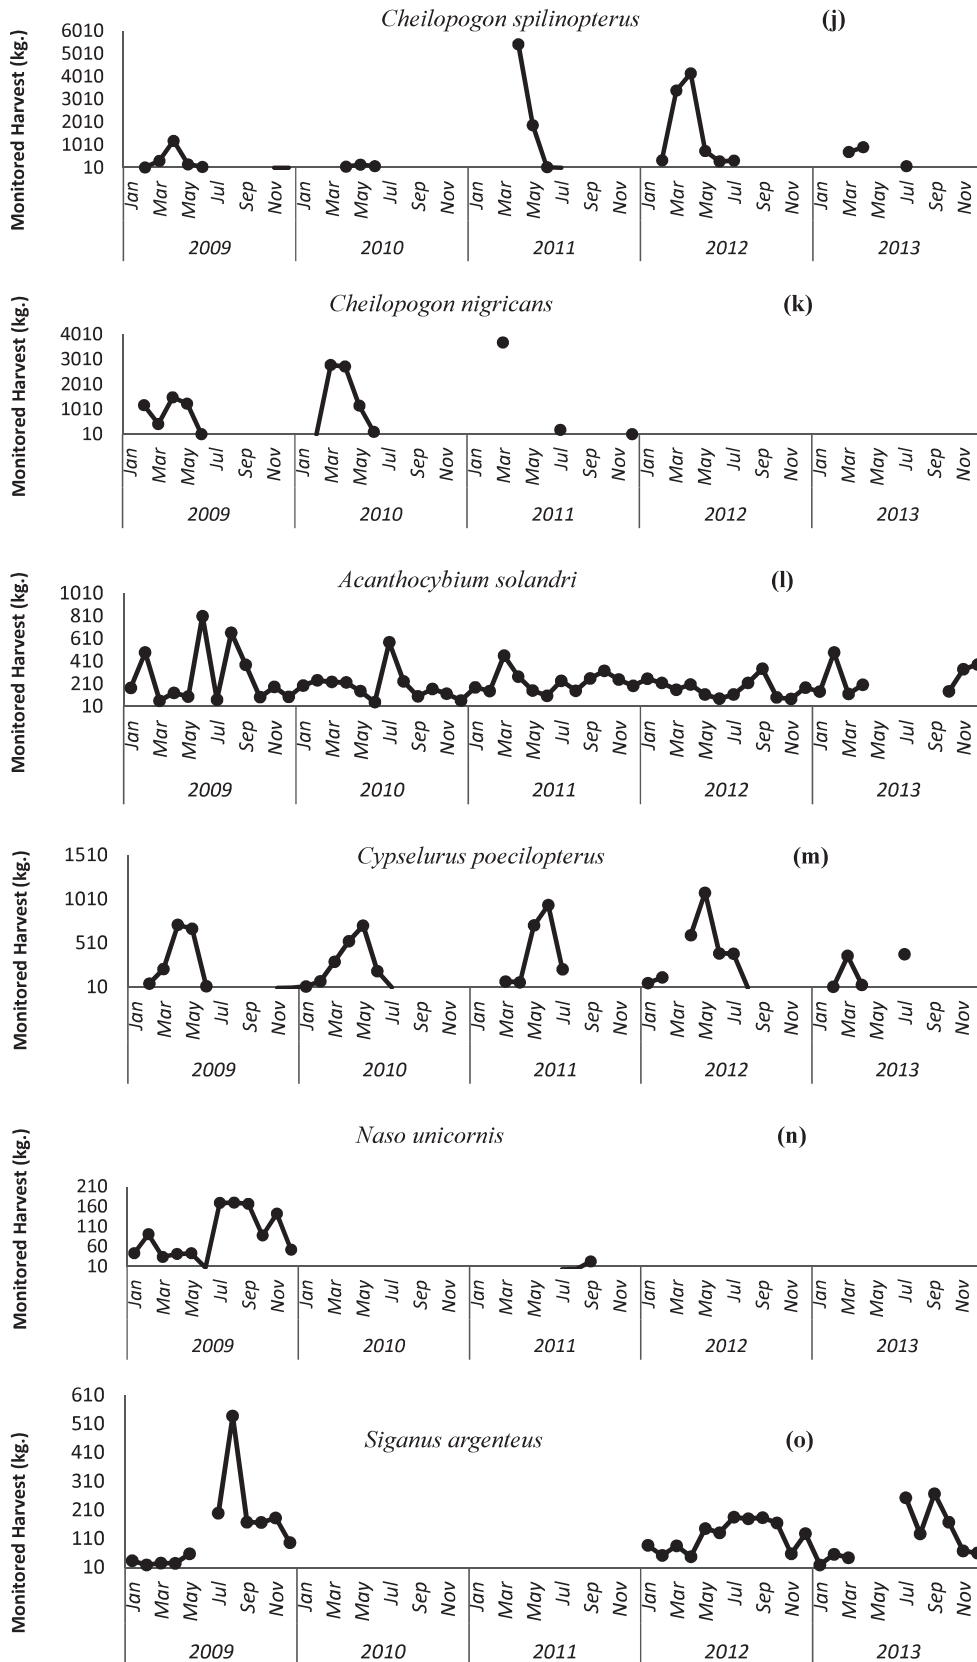 Cheilopogon spilinopterus (j)
Monitored Harvest (kg.)
6010
5010
4010
3010
2010
1010
10
Jan Mar May Jul Sep Nov Jan Mar May Jul Sep Nov Jan Mar May Jul Sep Nov Jan Mar May Jul Sep Nov Jan Mar May Jul Sep Nov
2009 2010 2011 2012 2013
Cheilopogon nigricans (k)
Monitored Harvest (kg.)
4010
3010
2010
1010
10
Jan Mar May Jul Sep Nov Jan Mar May Jul Sep Nov Jan Mar May Jul Sep Nov Jan Mar May Jul Sep Nov Jan Mar May Jul Sep Nov
2009 2010 2011 2012 2013
Acanthocybium solandri (l)
Monitored Harvest (kg.)
1010
810
610
410
210
10
Jan Mar May Jul Sep Nov Jan Mar May Jul Sep Nov Jan Mar May Jul Sep Nov Jan Mar May Jul Sep Nov Jan Mar May Jul Sep Nov
2009 2010 2011 2012 2013
Cypselurus poecilopterus (m)
Monitored Harvest (kg.)
1510
1010
510
10
Jan Mar May Jul Sep Nov Jan Mar May Jul Sep Nov Jan Mar May Jul Sep Nov Jan Mar May Jul Sep Nov Jan Mar May Jul Sep Nov
2009 2010 2011 2012 2013
Naso unicornis (n)
Monitored Harvest (kg.)
210
160
110
60
10
Jan Mar May Jul Sep Nov Jan Mar May Jul Sep Nov Jan Mar May Jul Sep Nov Jan Mar May Jul Sep Nov Jan Mar May Jul Sep Nov
2009 2010 2011 2012 2013
Siganus argenteus (o)
Monitored Harvest (kg.)
610
510
410
310
210
110
10
Jan Mar May Jul Sep Nov Jan Mar May Jul Sep Nov Jan Mar May Jul Sep Nov Jan Mar May Jul Sep Nov Jan Mar May Jul Sep Nov
2009 2010 2011 2012 2013